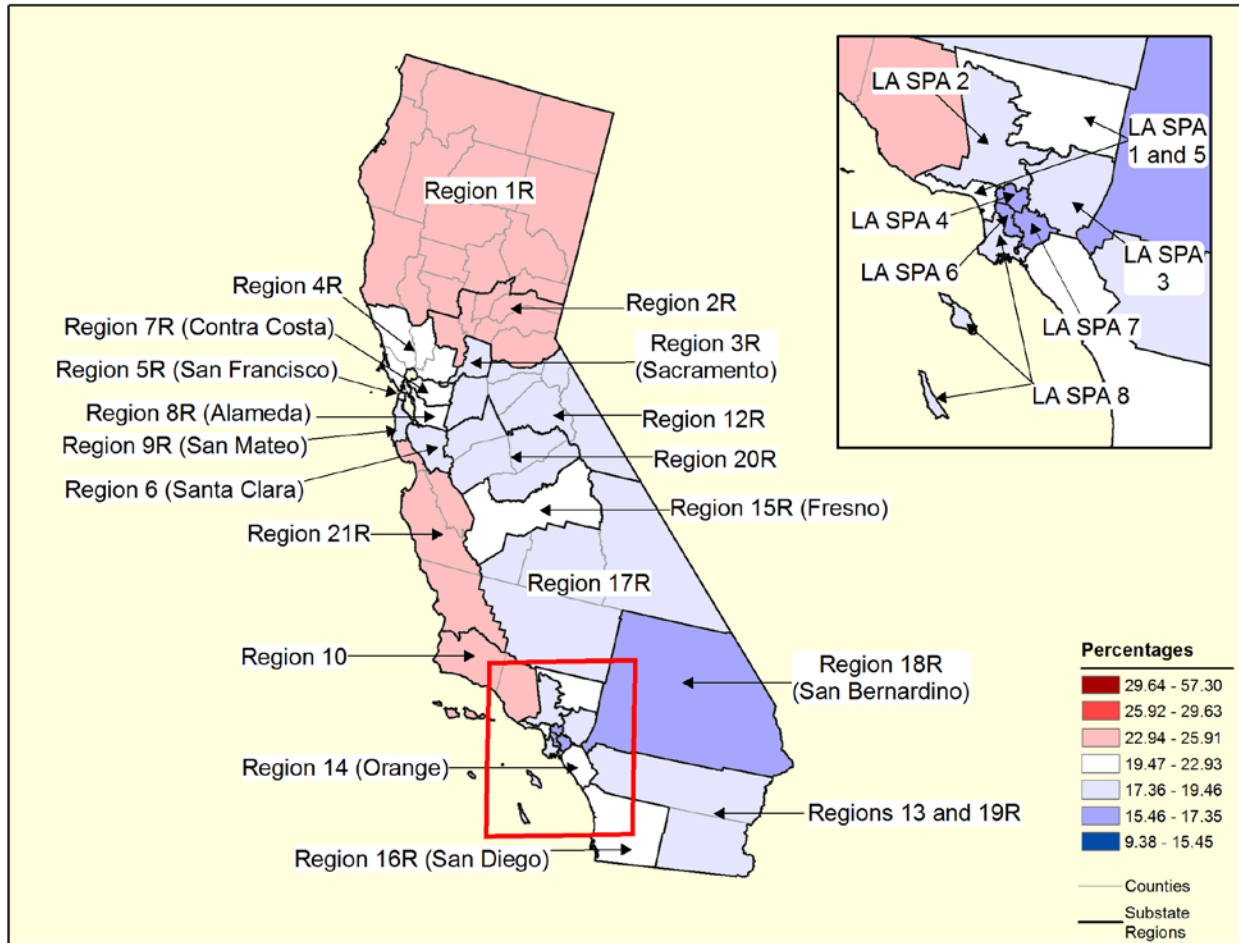 Region 1R
Region 4R
Region 7R (Contra Costa)
Region 5R (San Francisco)
Region 8R (Alameda)
Region 9R (San Mateo)
Region 6 (Santa Clara)
Region 21R
Region 10
Region 14 (Orange)
Region 16R (San Diego)
Region 2R
Region 3R
(Sacramento)
Region 12R
Region 20R
Region 15R (Fresno)
Region 17R
Region 18R
(San Bernardino)
Regions 13 and 19R
LA SPA 2
LA SPA
1 and 5
LA SPA 4
LA SPA 6
LA SPA
3
LA SPA 7
LA SPA 8
Percentages
29.64 - 57.30
25.92 - 29.63
22.94 - 25.91
19.47 - 22.93
17.36 - 19.46
15.46 - 17.35
9.38 - 15.45
Counties
Substate
Regions